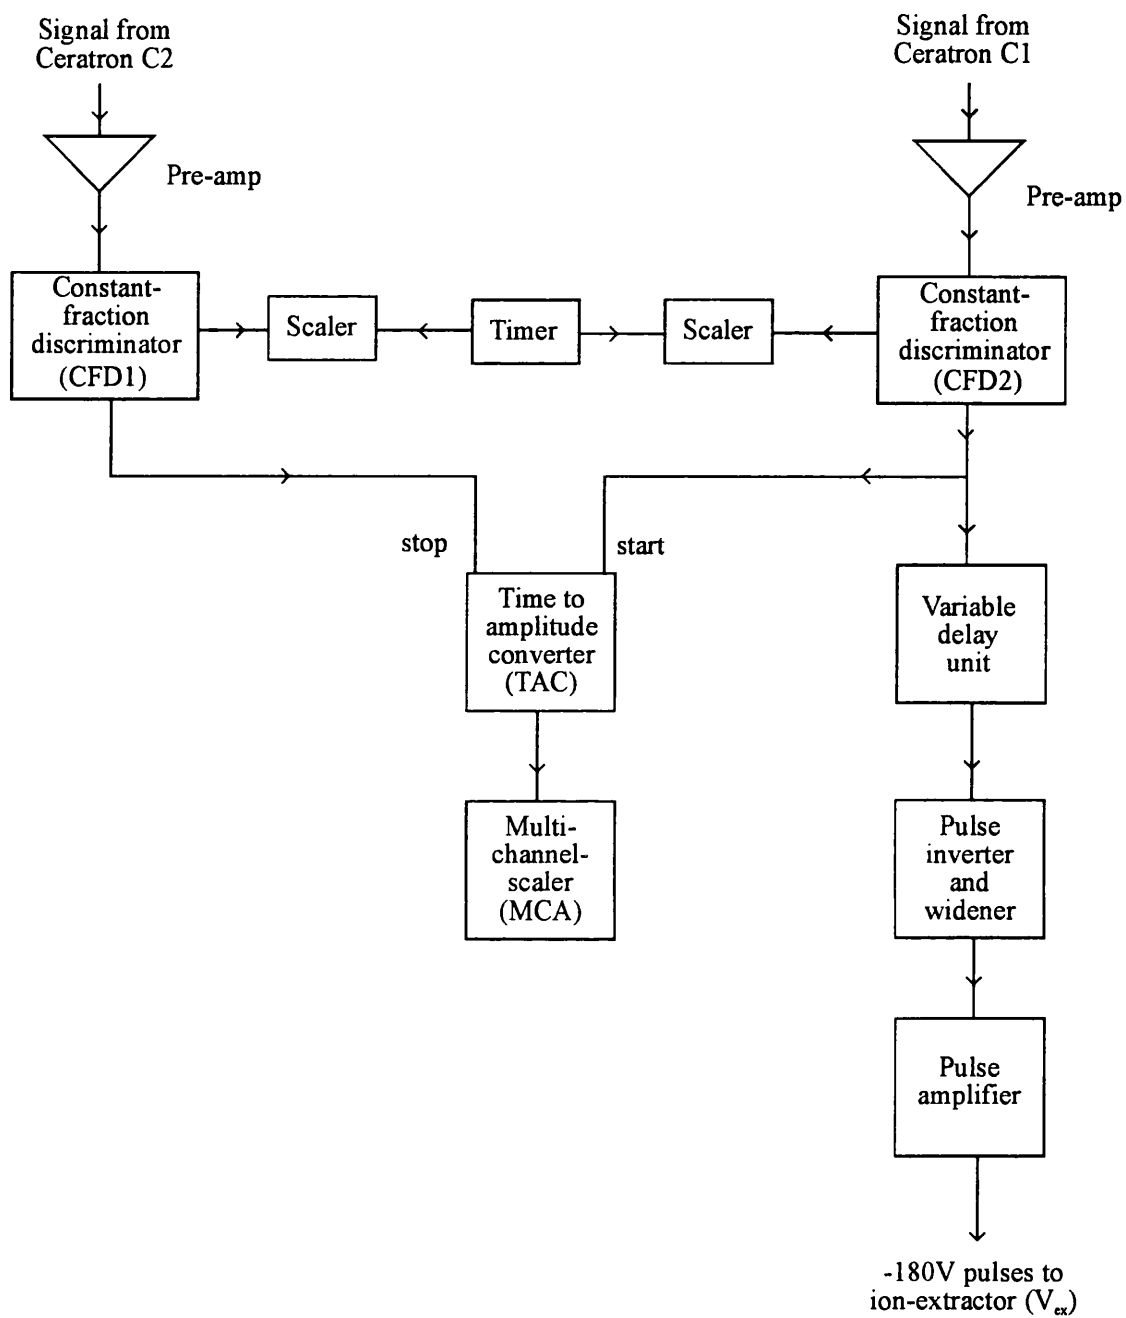 Signal from
Ceratron C2
Signal from
Ceratron C1
Pre-amp
Pre-amp
Constant-
fraction
discriminator
(CFD1)
Scaler
Timer
Scaler
Constant-
fraction
discriminator
(CFD2)
stop
start
Time to
amplitude
converter
(TAC)
Variable
delay
unit
Multi-
channel-
scaler
(MCA)
Pulse
inverter
and
widener
Pulse
amplifier
-180V pulses to
ion-extractor (Vex)